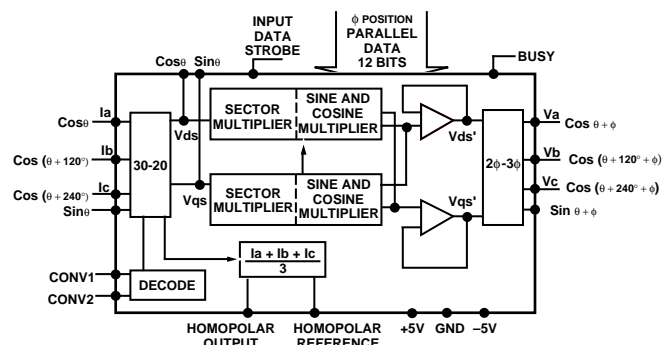 INPUT
DATA
STROBE
ϕ POSITION
PARALLEL
DATA
12 BITS
BUSY
Cosθ
Sinθ
Ia
Cosθ
Ib
Cos (θ + 120°)
Ic
Cos (θ + 240°)
Sinθ
30-20
Vds
Vqs
SECTOR
MULTIPLIER
SINE AND
COSINE
MULTIPLIER
SECTOR
MULTIPLIER
SINE AND
COSINE
MULTIPLIER
Vds'
Vqs'
2ϕ-3ϕ
Va
Cos θ + ϕ
Vb
Cos (θ + 120° + ϕ)
Vc
Cos (θ + 240° + ϕ)
Sin θ + ϕ
Ia + Ib + Ic
3
CONV1
CONV2
DECODE
HOMOPOLAR
OUTPUT
HOMOPOLAR
REFERENCE
+5V
GND
–5V